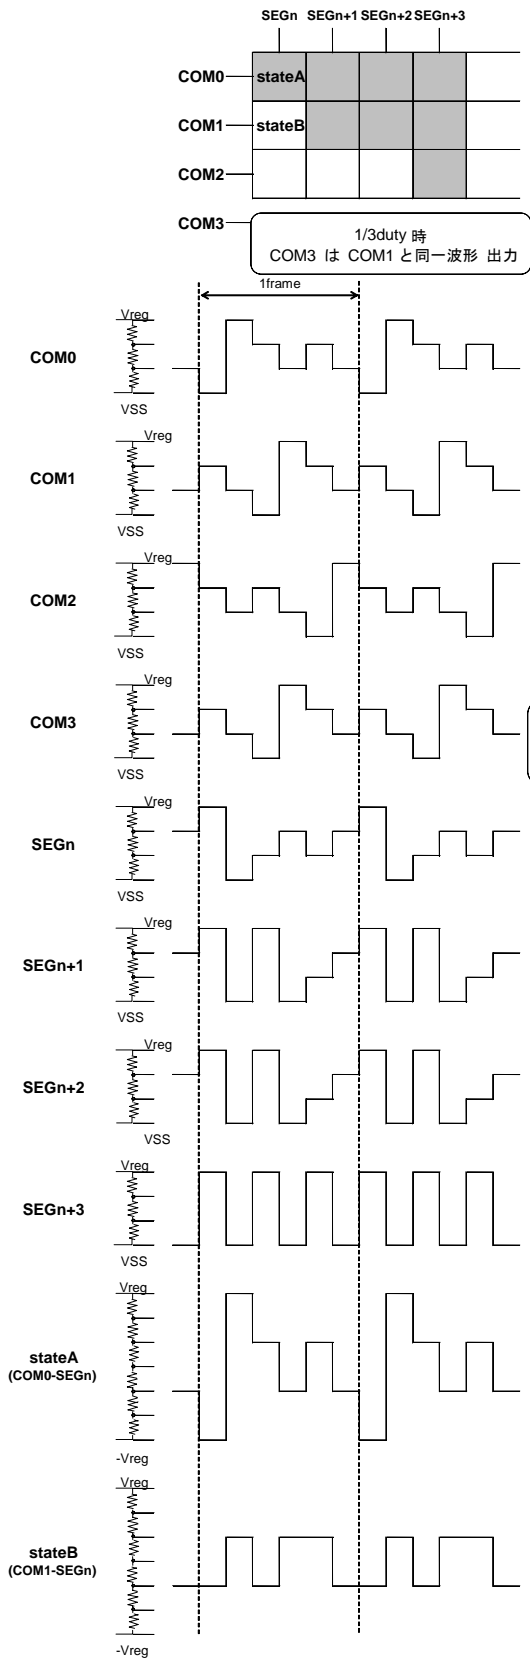 SEGn SEGn+1 SEGn+2 SEGn+3
COM0 stateA
COM1 stateB
COM2
COM3
1/3duty 時
COM3 は COM1 と同一波形 出力
1frame
Vreg
COM0
VSS
Vreg
COM1
VSS
Vreg
COM2
VSS
Vreg
COM3
VSS
Vreg
SEGn
VSS
Vreg
SEGn+1
VSS
Vreg
SEGn+2
VSS
Vreg
SEGn+3
VSS
Vreg
stateA
(COM0-SEGn)
-Vreg
Vreg
stateB
(COM1-SEGn)
-Vreg